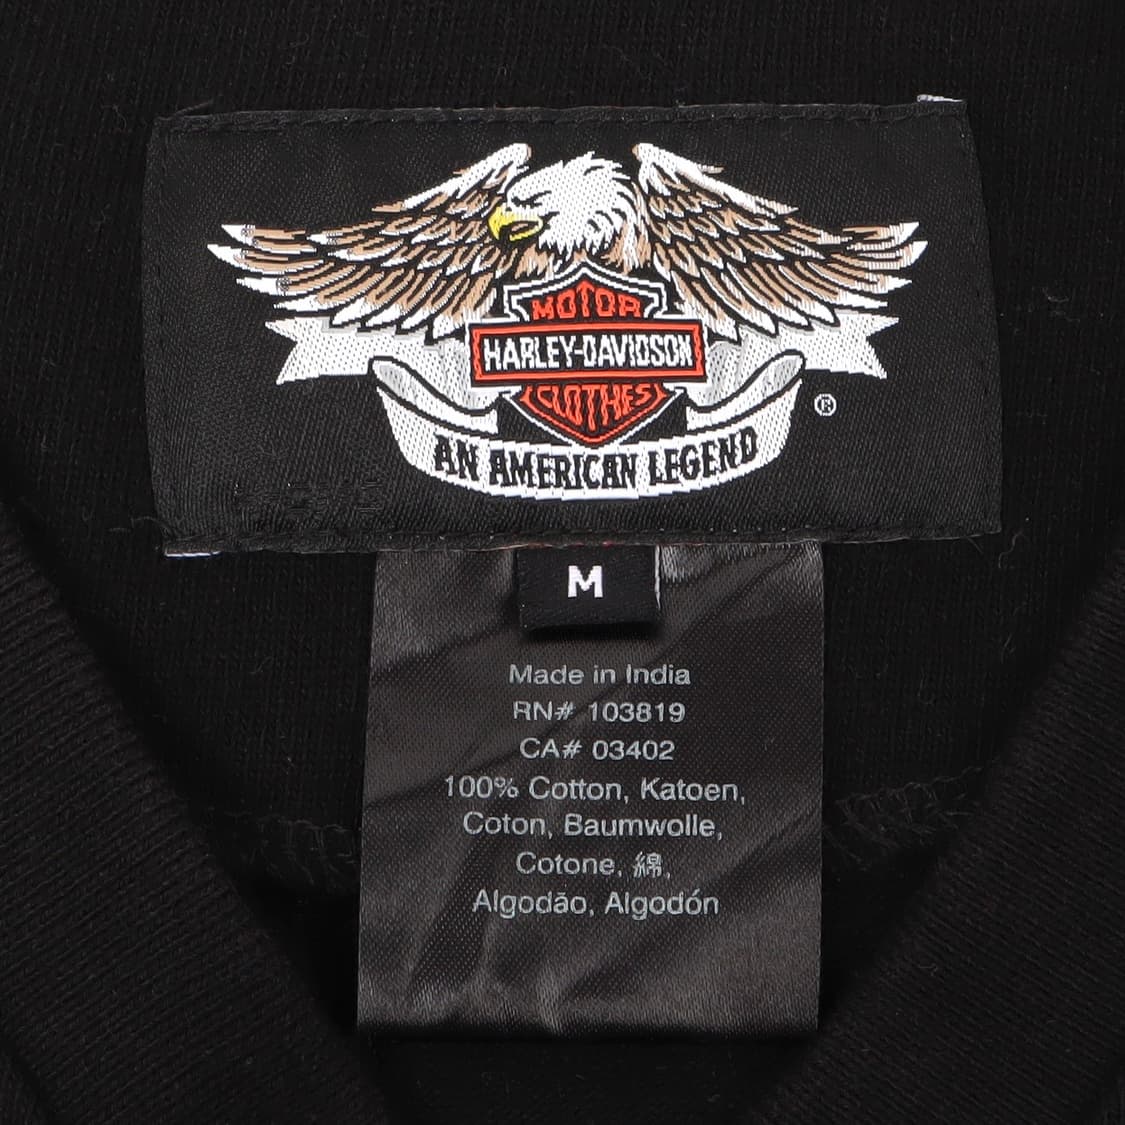 MOTOR
HARLEY-DAVIDSON
CLOTHES
®
AN AMERICAN LEGEND
M
Made in India
RN# 103819
CA# 03402
100% Cotton, Katoen,
Coton, Baumwolle,
Cotone, 綿,
Algodão, Algodón